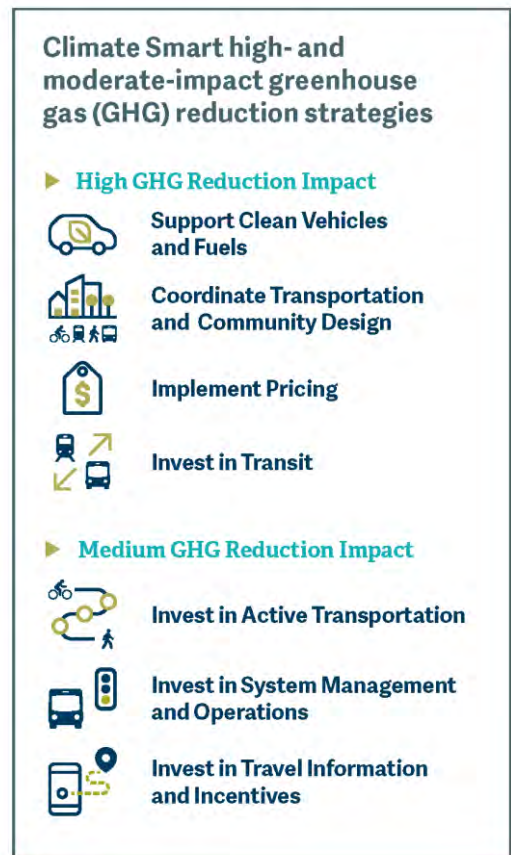 Climate Smart high- and
moderate-impact greenhouse
gas (GHG) reduction strategies
High GHG Reduction Impact
Support Clean Vehicles
and Fuels
Coordinate Transportation
and Community Design
$
Implement Pricing
Invest in Transit
Medium GHG Reduction Impact
Invest in Active Transportation
Invest in System Management
and Operations
Invest in Travel Information
and Incentives